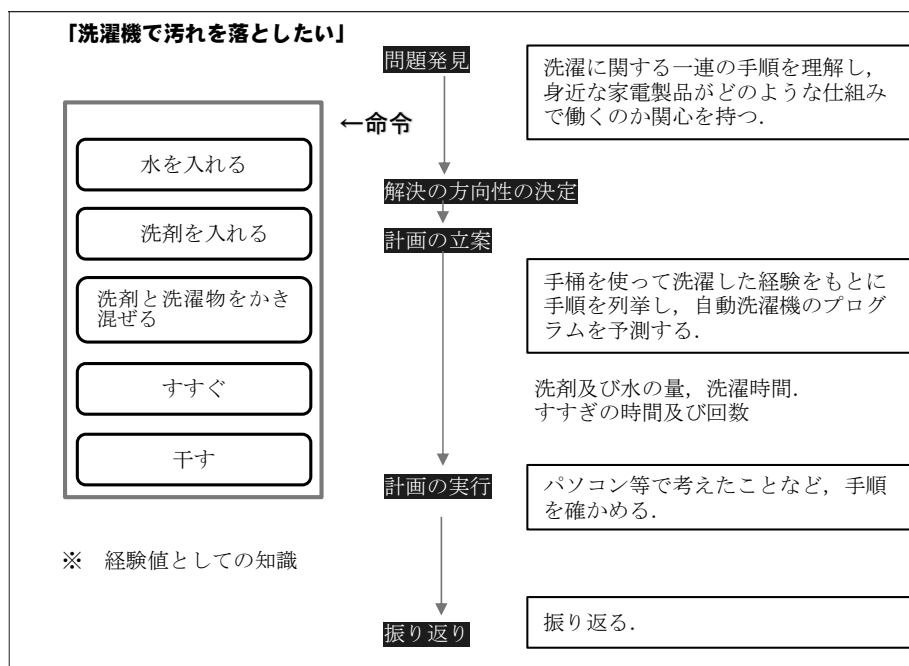 「洗濯機で汚れを落としたい」
←命令
水を入れる
洗剤を入れる
洗剤と洗濯物をかき
混ぜる
すすぐ
干す
※　経験値としての知識
問題発見
解決の方向性の決定
計画の立案
計画の実行
振り返り
洗濯に関する一連の手順を理解し，
身近な家電製品がどのような仕組み
で働くのか関心を持つ．
手桶を使って洗濯した経験をもとに
手順を列挙し，自動洗濯機のプログ
ラムを予測する．
洗剤及び水の量，洗濯時間．
すすぎの時間及び回数
パソコン等で考えたことなど，手順
を確かめる．
振り返る．